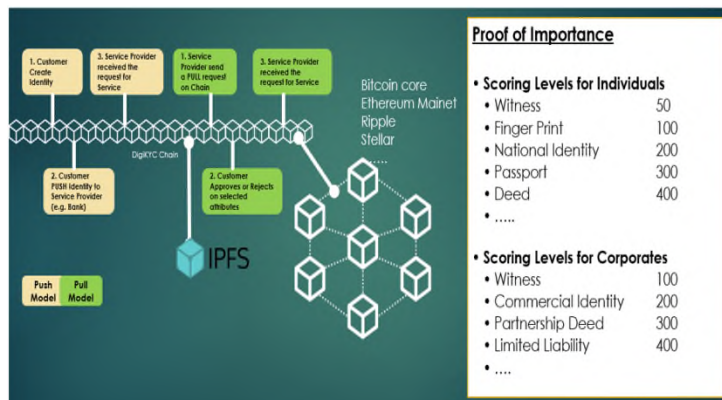 1. Customer
Create
Identity
3. Service Provider
received the
request for
Service
1. Service
Provider send
a PULL request
on Chain
3. Service Provider
received the
request for Service
Bitcoin core
Ethereum Mainet
Ripple
Stellar
.....
DigiKYC Chain
2. Customer
PUSH Identity to
Service Provider
(e.g. Bank)
2. Customer
Approves or Rejects
on selected
attributes
IPFS
Push
Model
Pull
Model
Proof of Importance
• Scoring Levels for Individuals
• Witness 50
• Finger Print 100
• National Identity 200
• Passport 300
• Deed 400
• .....
• Scoring Levels for Corporates
• Witness 100
• Commercial Identity 200
• Partnership Deed 300
• Limited Liability 400
• ....